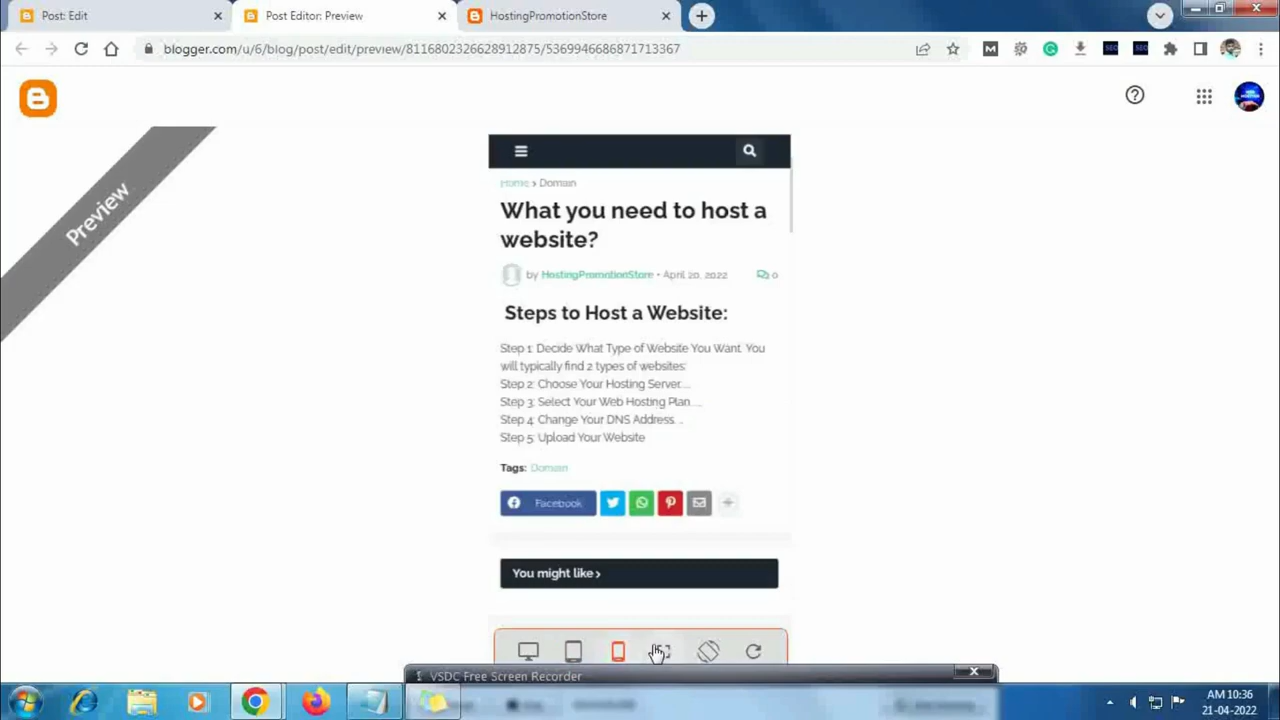 Post: Edit
Post Editor: Preview
HostingPromotionStore
blogger.com/u/6/blog/post/edit/preview/8116802326628912875/5369946686871713367
SEO
SEO
Preview
Home > Domain
What you need to host a
website?
by HostingPromotionStore • April 20, 2022
0
Steps to Host a Website:
Step 1: Decide What Type of Website You Want. You
will typically find 2 types of websites:
Step 2: Choose Your Hosting Server. ...
Step 3: Select Your Web Hosting Plan. ...
Step 4: Change Your DNS Address. ..
Step 5: Upload Your Website
Tags: Domain
Facebook
You might like >
VSDC Free Screen Recorder
AM 10:36
21-04-2022